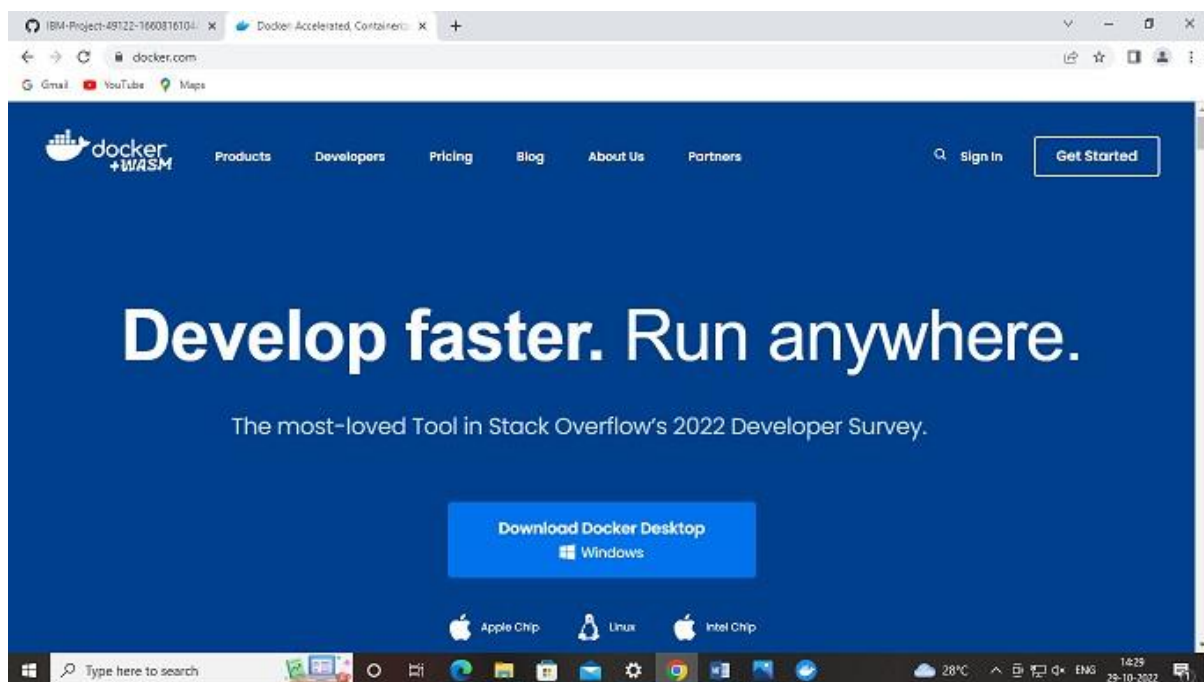 IBM-Project-49122-1660816104
Docker: Accelerated, Container
docker.com
Gmail
YouTube
Maps
docker
+WASM
Products Developers Pricing Blog About Us Partners Sign In Get Started
Develop faster. Run anywhere.
The most-loved Tool in Stack Overflow's 2022 Developer Survey.
Download Docker Desktop
Windows
Apple Chip Linux Intel Chip
Type here to search
28°C
ENG
14:29
29-10-2022